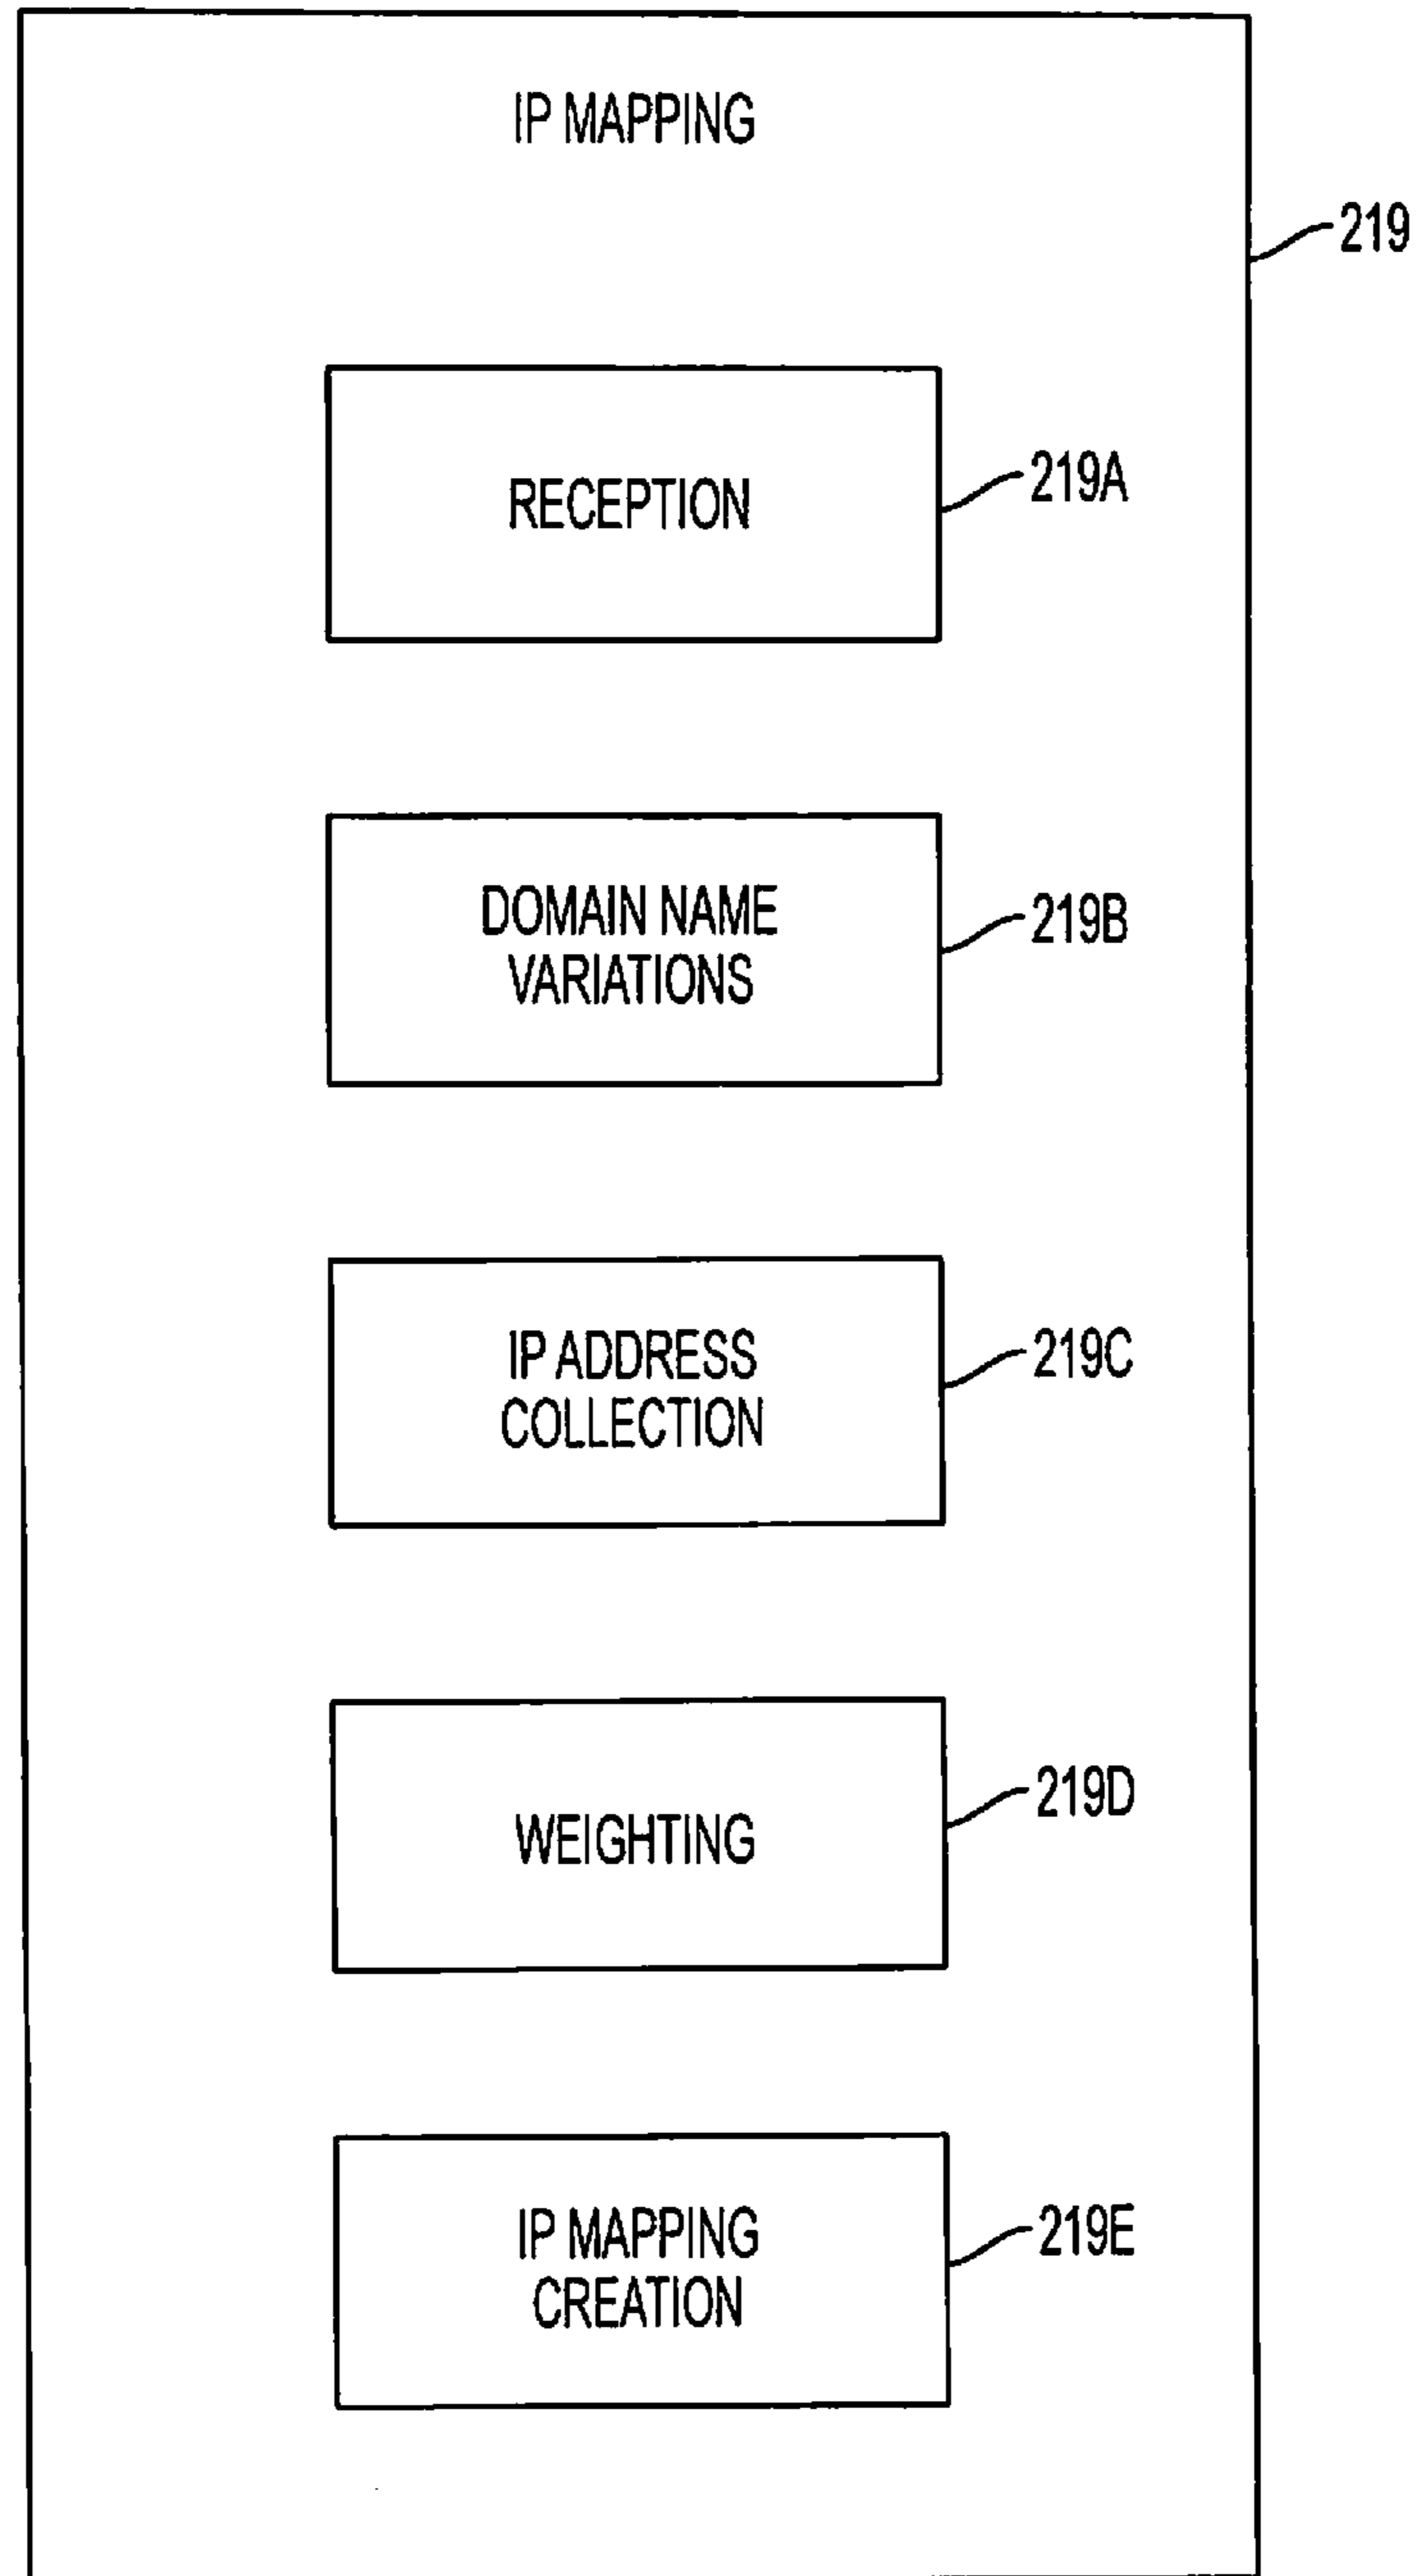 IP MAPPING
219
RECEPTION
219A
DOMAIN NAME
VARIATIONS
219B
IP ADDRESS
COLLECTION
219C
WEIGHTING
219D
IP MAPPING
CREATION
219E